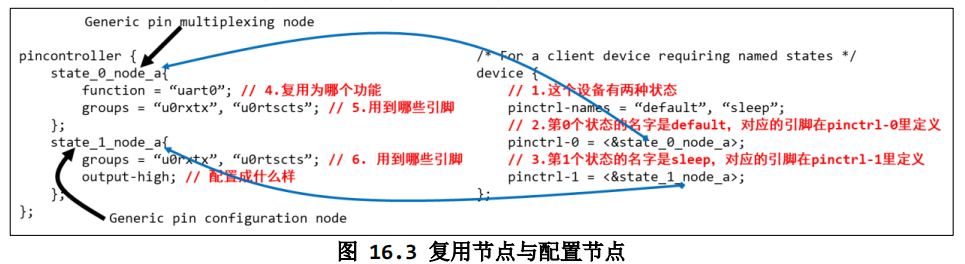 Generic pin multiplexing node
pincontroller {
state_0_node_a{
function = “uart0”; // 4.复用为哪个功能
groups = “u0rxtx”, “u0rtscts”; // 5.用到哪些引脚
};
state_1_node_a{
groups = “u0rxtx”, “u0rtscts”; // 6. 用到哪些引脚
output-high; // 配置成什么样
};
};
Generic pin configuration node
/* For a client device requiring named states */
device {
// 1.这个设备有两种状态
pinctrl-names = “default”, “sleep”;
// 2.第0个状态的名字是default, 对应的引脚在pinctrl-0里定义
pinctrl-0 = <&state_0_node_a>;
// 3.第1个状态的名字是sleep, 对应的引脚在pinctrl-1里定义
pinctrl-1 = <&state_1_node_a>;
};
图 16.3 复用节点与配置节点